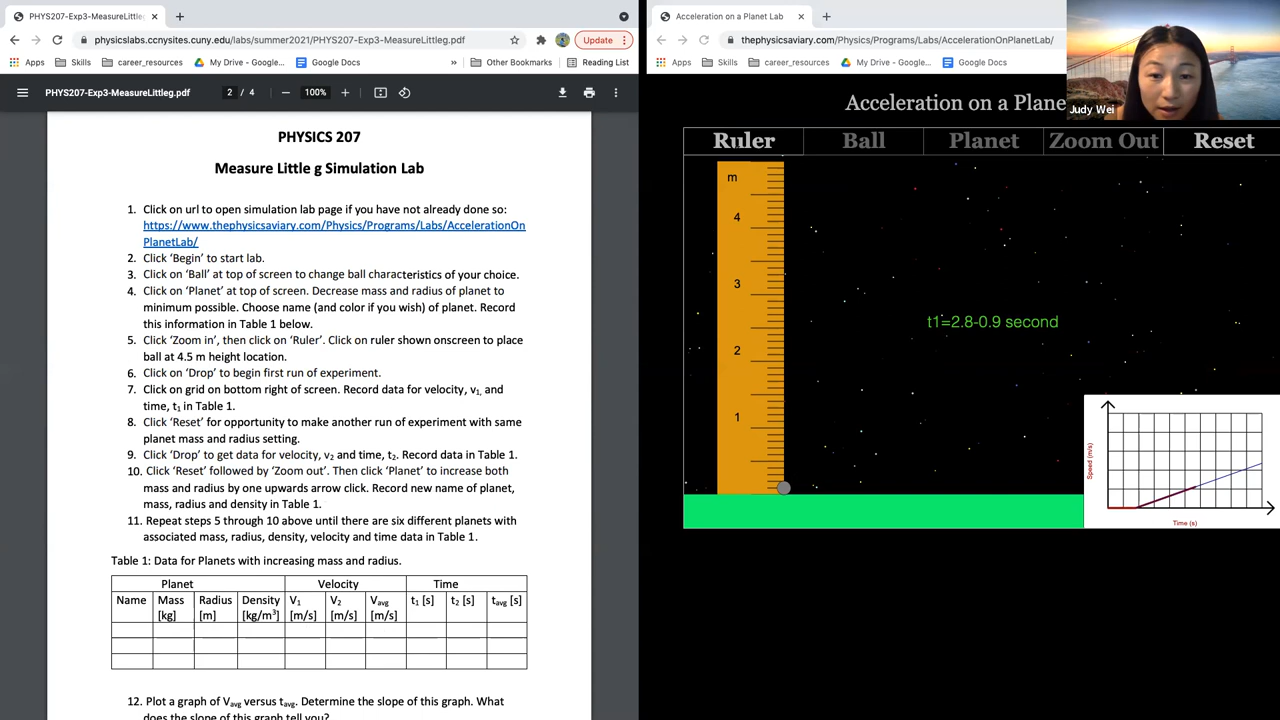 PHYS207-Exp3-MeasureLittleg
physicslabs.ccnysites.cuny.edu/labs/summer2021/PHYS207-Exp3-MeasureLittleg.pdf
Update
Apps
Skills
career_resources
My Drive - Google...
Google Docs
»
Other Bookmarks
Reading List
PHYS207-Exp3-MeasureLittleg.pdf
2 / 4
100%
PHYSICS 207
Measure Little g Simulation Lab
1. Click on url to open simulation lab page if you have not already done so:
https://www.thephysicsaviary.com/Physics/Programs/Labs/AccelerationOn
PlanetLab/
2. Click ‘Begin’ to start lab.
3. Click on ‘Ball’ at top of screen to change ball characteristics of your choice.
4. Click on ‘Planet’ at top of screen. Decrease mass and radius of planet to
minimum possible. Choose name (and color if you wish) of planet. Record
this information in Table 1 below.
5. Click ‘Zoom in’, then click on ‘Ruler’. Click on ruler shown onscreen to place
ball at 4.5 m height location.
6. Click on ‘Drop’ to begin first run of experiment.
7. Click on grid on bottom right of screen. Record data for velocity, v₁, and
time, t₁ in Table 1.
8. Click ‘Reset’ for opportunity to make another run of experiment with same
planet mass and radius setting.
9. Click ‘Drop’ to get data for velocity, v₂ and time, t₂. Record data in Table 1.
10. Click ‘Reset’ followed by ‘Zoom out’. Then click ‘Planet’ to increase both
mass and radius by one upwards arrow click. Record new name of planet,
mass, radius and density in Table 1.
11. Repeat steps 5 through 10 above until there are six different planets with
associated mass, radius, density, velocity and time data in Table 1.
Table 1: Data for Planets with increasing mass and radius.
Planet Velocity Time
Name Mass Radius Density V₁ V₂ Vavg t₁ [s] t₂ [s] tavg [s]
[kg] [m] [kg/m³] [m/s] [m/s] [m/s]
12. Plot a graph of Vavg versus tavg. Determine the slope of this graph. What
does the slope of this graph tell you?
Acceleration on a Planet Lab
thephysicsaviary.com/Physics/Programs/Labs/AccelerationOnPlanetLab/
Apps
Skills
career_resources
My Drive - Google...
Google Docs
Judy Wei
Acceleration on a Plane
Ruler
Ball
Planet
Zoom Out
Reset
m
4
3
2
1
t1=2.8-0.9 second
Speed (m/s)
Time (s)